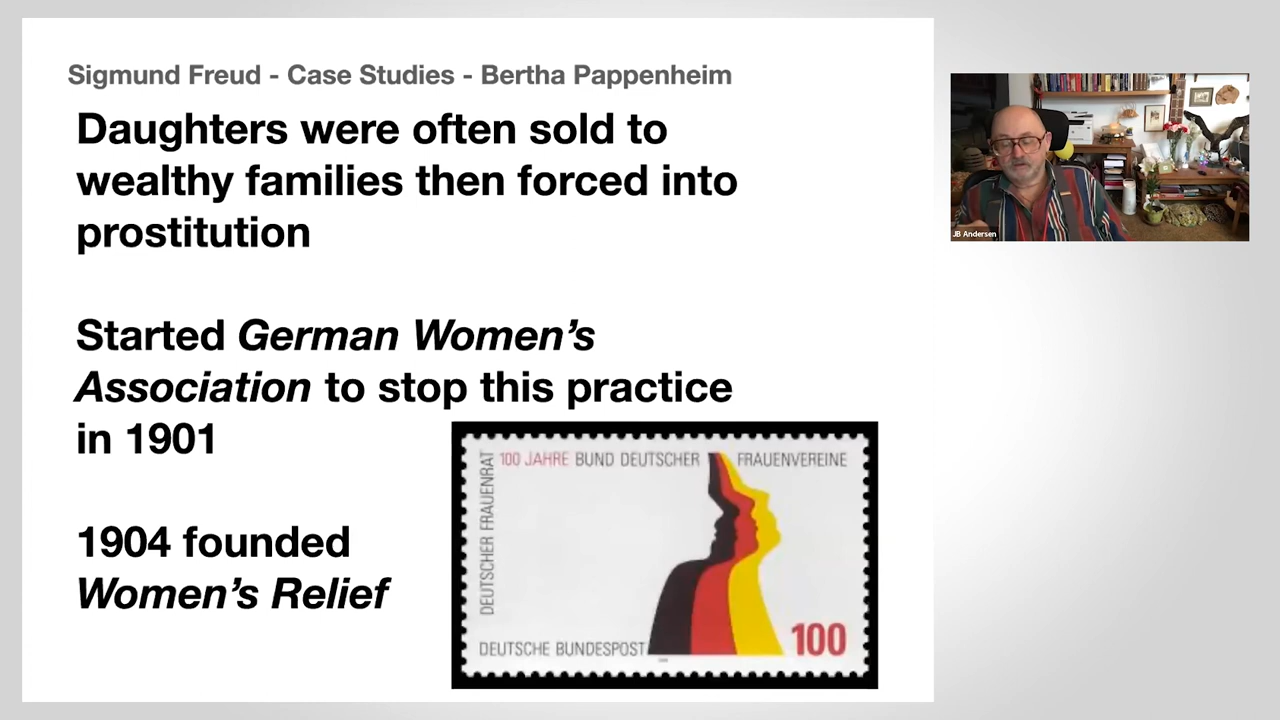 Sigmund Freud - Case Studies - Bertha Pappenheim
Daughters were often sold to
wealthy families then forced into
prostitution
Started German Women’s
Association to stop this practice
in 1901
1904 founded
Women’s Relief
100 JAHRE BUND DEUTSCHER FRAUENVEREINE
DEUTSCHER FRAUENRAT
DEUTSCHE BUNDESPOST
100
JB Andersen